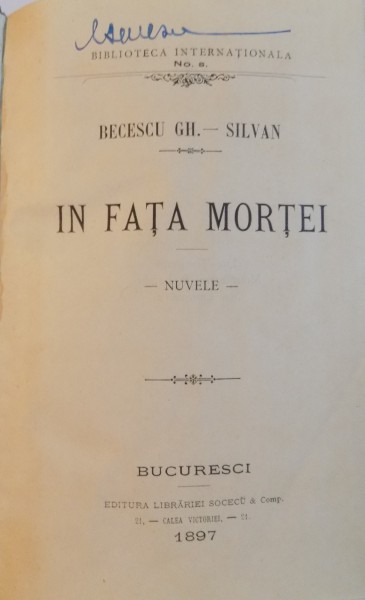 BIBLIOTECA INTERNAȚIONALA
No. 8.
BECESCU GH. — SILVAN
IN FAȚA MORȚEI
— NUVELE —
BUCURESCI
EDITURA LIBRĂRIEI SOCECŬ & Comp.
21. — CALEA VICTORIEI. — 21
1897